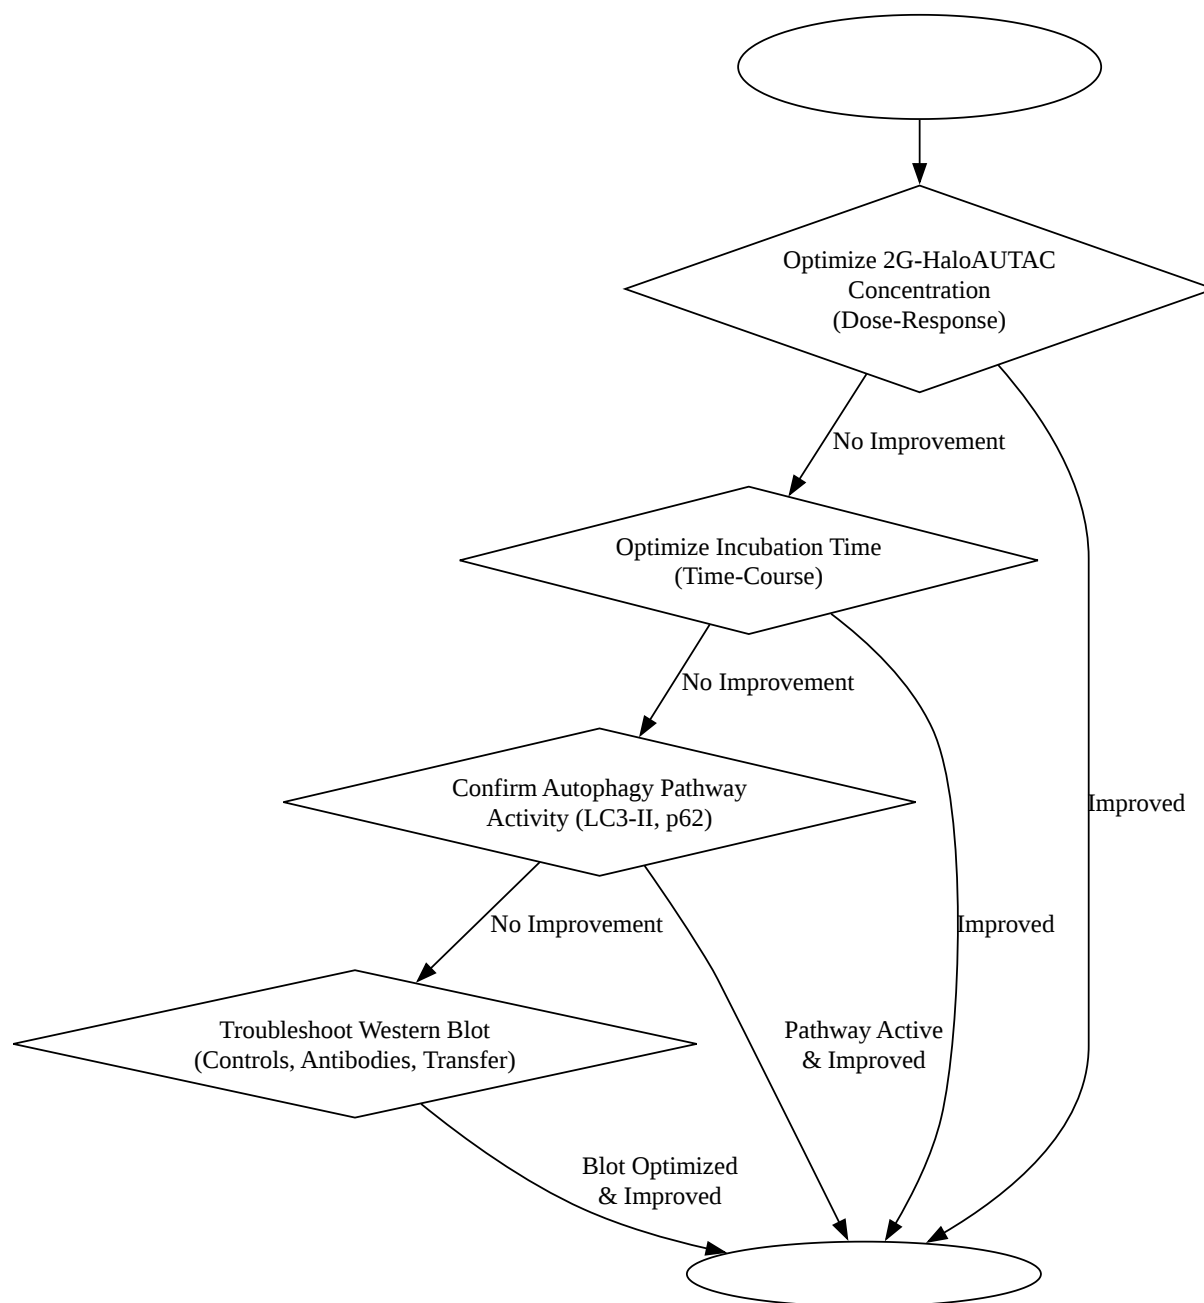 Optimize 2G-HaloAUTAC
Concentration
(Dose-Response)
No Improvement
Optimize Incubation Time
(Time-Course)
No Improvement
Confirm Autophagy Pathway
Activity (LC3-II, p62)
Improved
No Improvement
Improved
Troubleshoot Western Blot
(Controls, Antibodies, Transfer)
Pathway Active
& Improved
Blot Optimized
& Improved